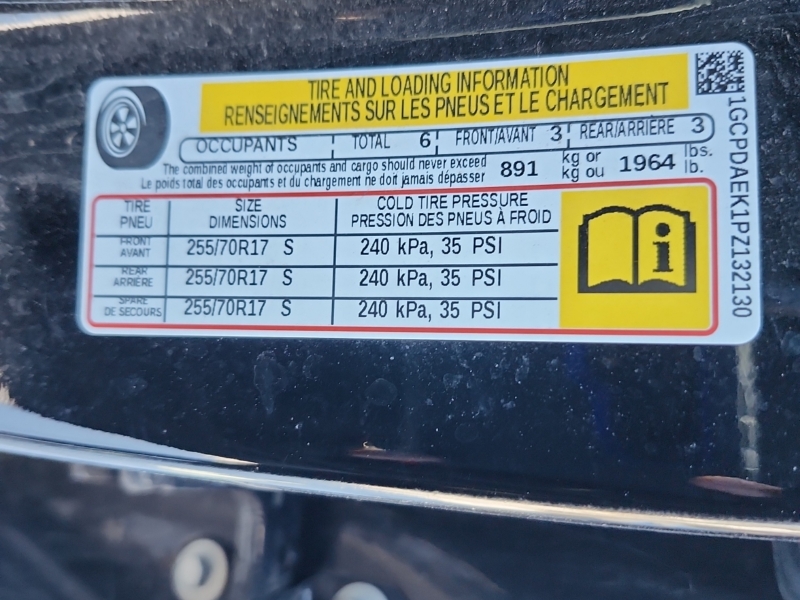 TIRE AND LOADING INFORMATION
RENSEIGNEMENTS SUR LES PNEUS ET LE CHARGEMENT
OCCUPANTS TOTAL 6 FRONT/AVANT 3 REAR/ARRIÈRE 3
The combined weight of occupants and cargo should never exceed 891 kg or 1964 lbs.
Le poids total des occupants et du chargement ne doit jamais dépasser kg ou lb.
TIRE SIZE COLD TIRE PRESSURE
PNEU DIMENSIONS PRESSION DES PNEUS À FROID
FRONT
AVANT 255/70R17 S 240 kPa, 35 PSI
REAR
ARRIÈRE 255/70R17 S 240 kPa, 35 PSI
SPARE
DE SECOURS 255/70R17 S 240 kPa, 35 PSI
i
1GCPDAEK1PZ132130